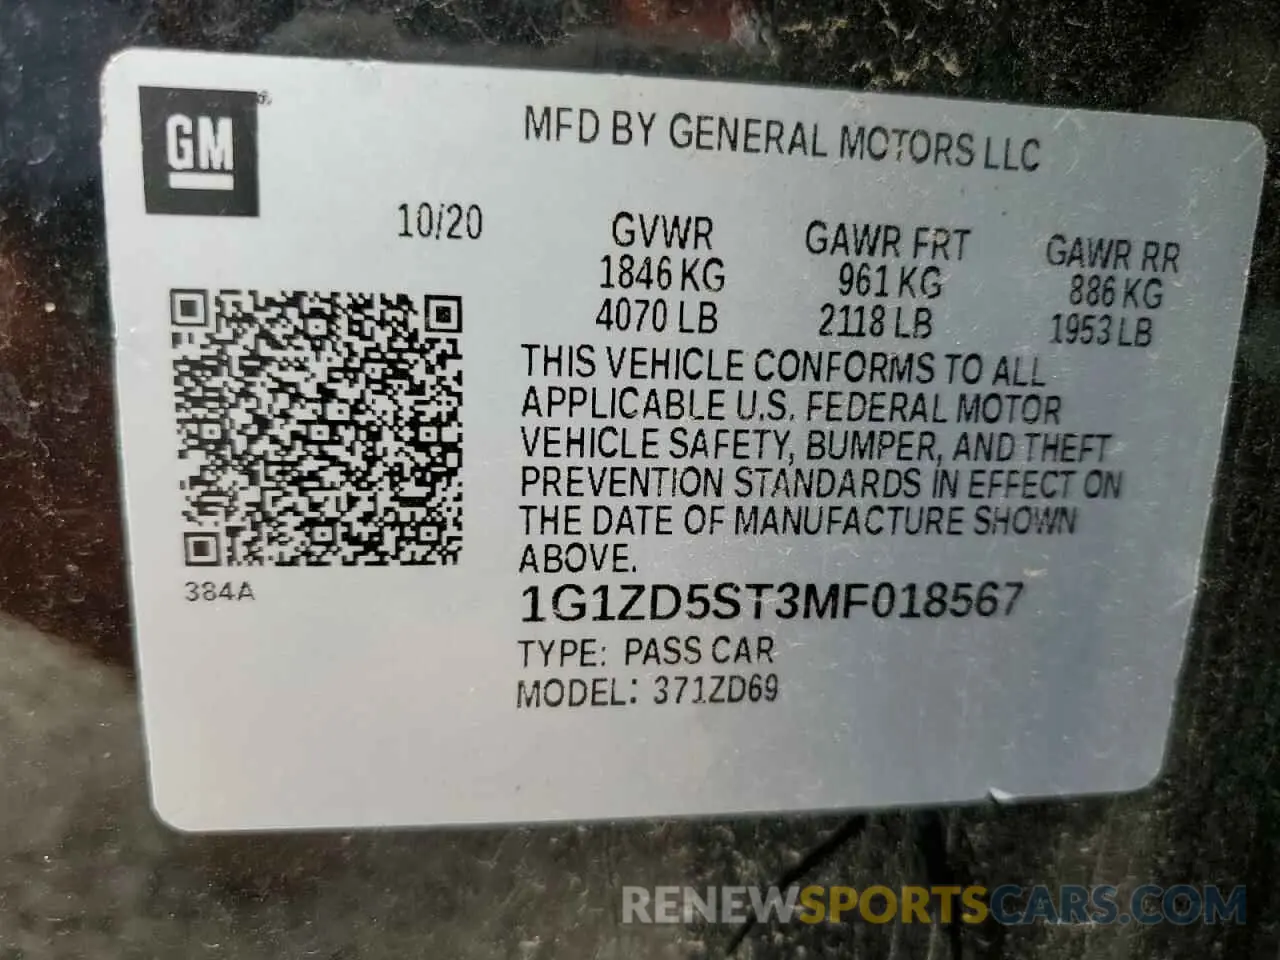 GM
MFD BY GENERAL MOTORS LLC
10/20
GVWR
1846 KG
4070 LB
GAWR FRT
961 KG
2118 LB
GAWR RR
886 KG
1953 LB
THIS VEHICLE CONFORMS TO ALL
APPLICABLE U.S. FEDERAL MOTOR
VEHICLE SAFETY, BUMPER, AND THEFT
PREVENTION STANDARDS IN EFFECT ON
THE DATE OF MANUFACTURE SHOWN
ABOVE.
384A
1G1ZD5ST3MF018567
TYPE: PASS CAR
MODEL: 371ZD69
RENEWSPORTSCARS.COM